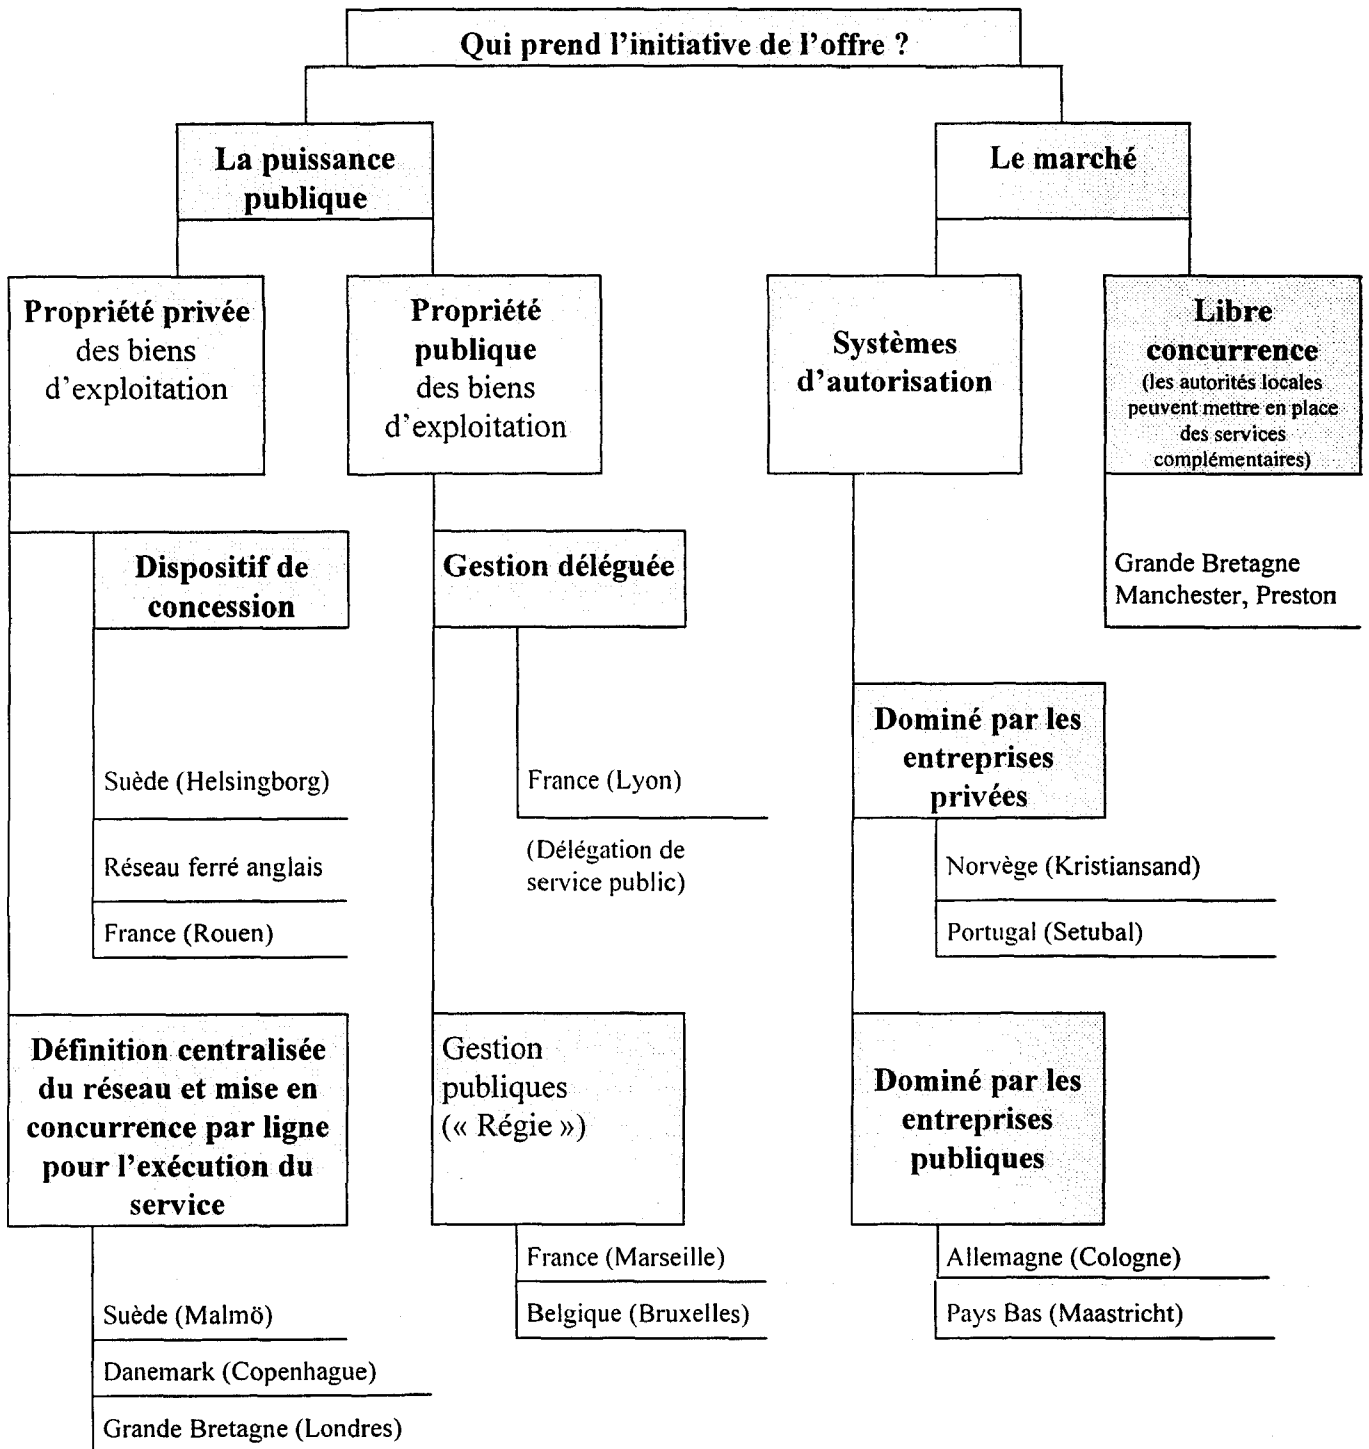 Qui prend l'initiative de l'offre ?
La puissance
publique
Le marché
Propriété privée
des biens
d'exploitation
Propriété
publique
des biens
d'exploitation
Systèmes
d'autorisation
Libre
concurrence
(les autorités locales
peuvent mettre en place
des services
complémentaires)
Dispositif de
concession
Gestion déléguée
Grande Bretagne
Manchester, Preston
Dominé par les
entreprises
privées
Suède (Helsingborg)
Réseau ferré anglais
France (Rouen)
France (Lyon)
(Délégation de
service public)
Norvège (Kristiansand)
Portugal (Setubal)
Définition centralisée
du réseau et mise en
concurrence par ligne
pour l'exécution du
service
Gestion
publiques
(« Régie »)
Dominé par les
entreprises
publiques
Suède (Malmö)
Danemark (Copenhague)
Grande Bretagne (Londres)
France (Marseille)
Belgique (Bruxelles)
Allemagne (Cologne)
Pays Bas (Maastricht)